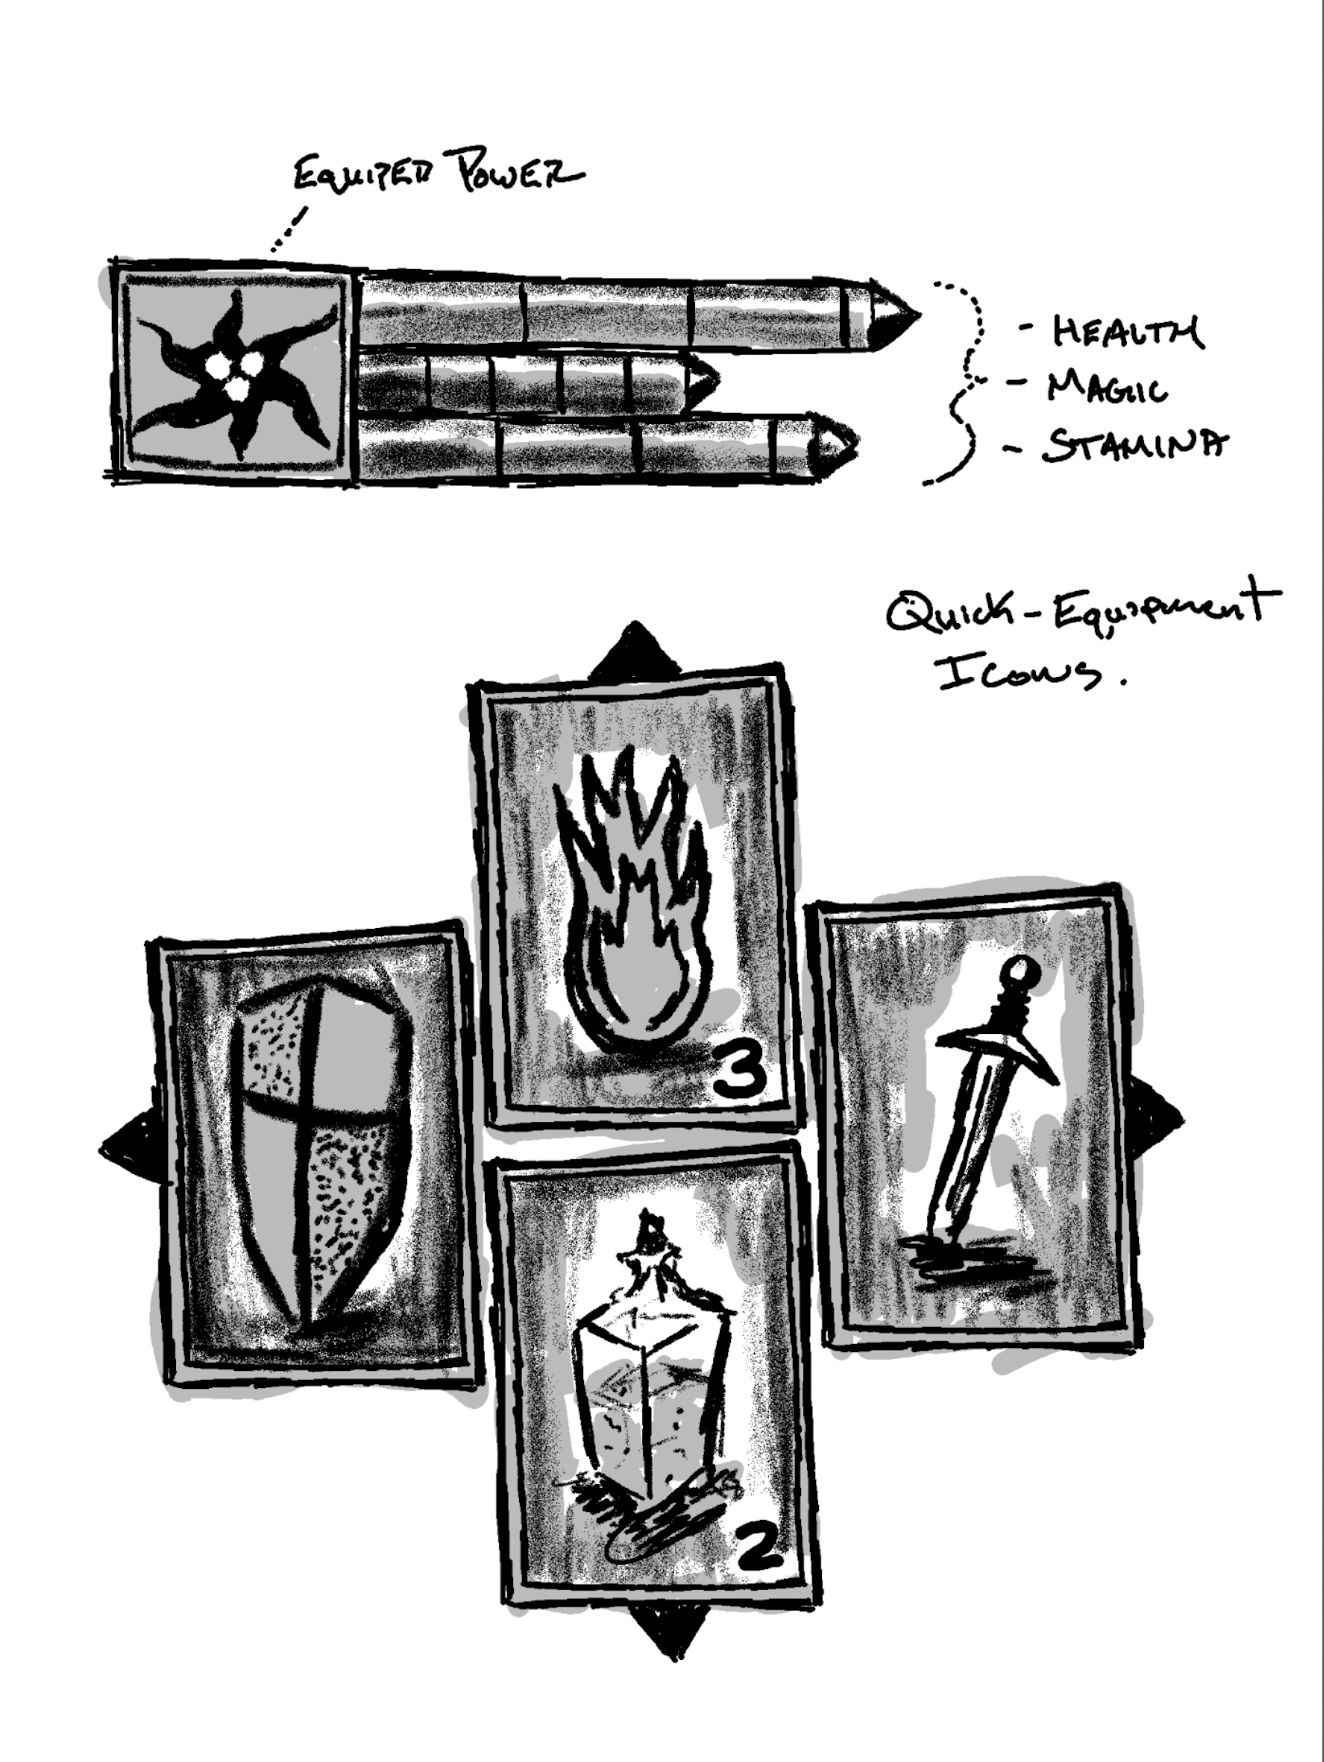 EQUIPED POWER
- HEALTH
- MAGIC
- STAMINA
Quick-Equipment
Icons.
3
2